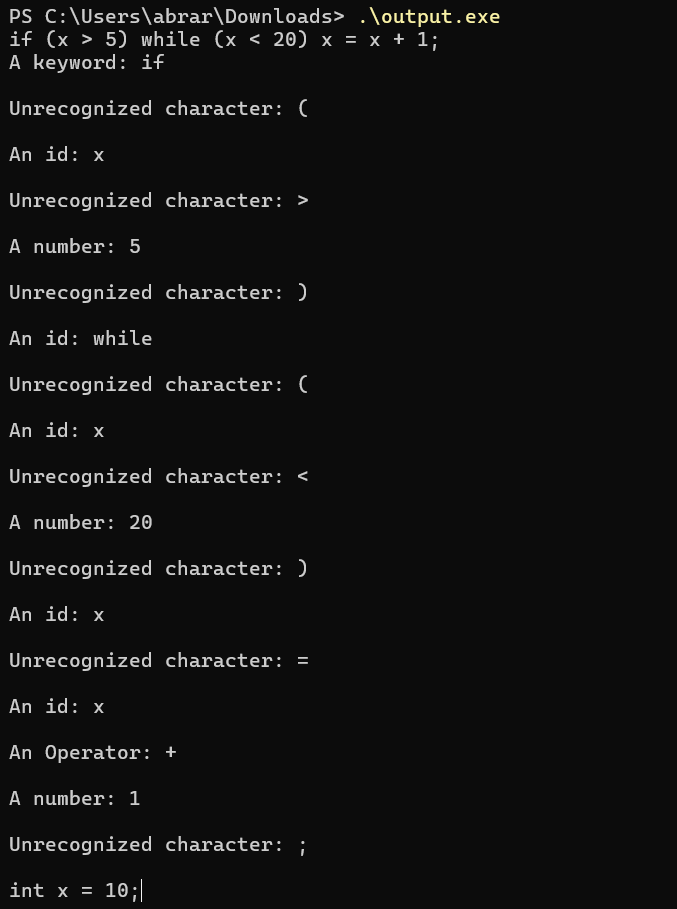 PS C:\Users\abrar\Downloads> .\output.exe
if (x > 5) while (x < 20) x = x + 1;
A keyword: if
Unrecognized character: (
An id: x
Unrecognized character: >
A number: 5
Unrecognized character: )
An id: while
Unrecognized character: (
An id: x
Unrecognized character: <
A number: 20
Unrecognized character: )
An id: x
Unrecognized character: =
An id: x
An Operator: +
A number: 1
Unrecognized character: ;
int x = 10;